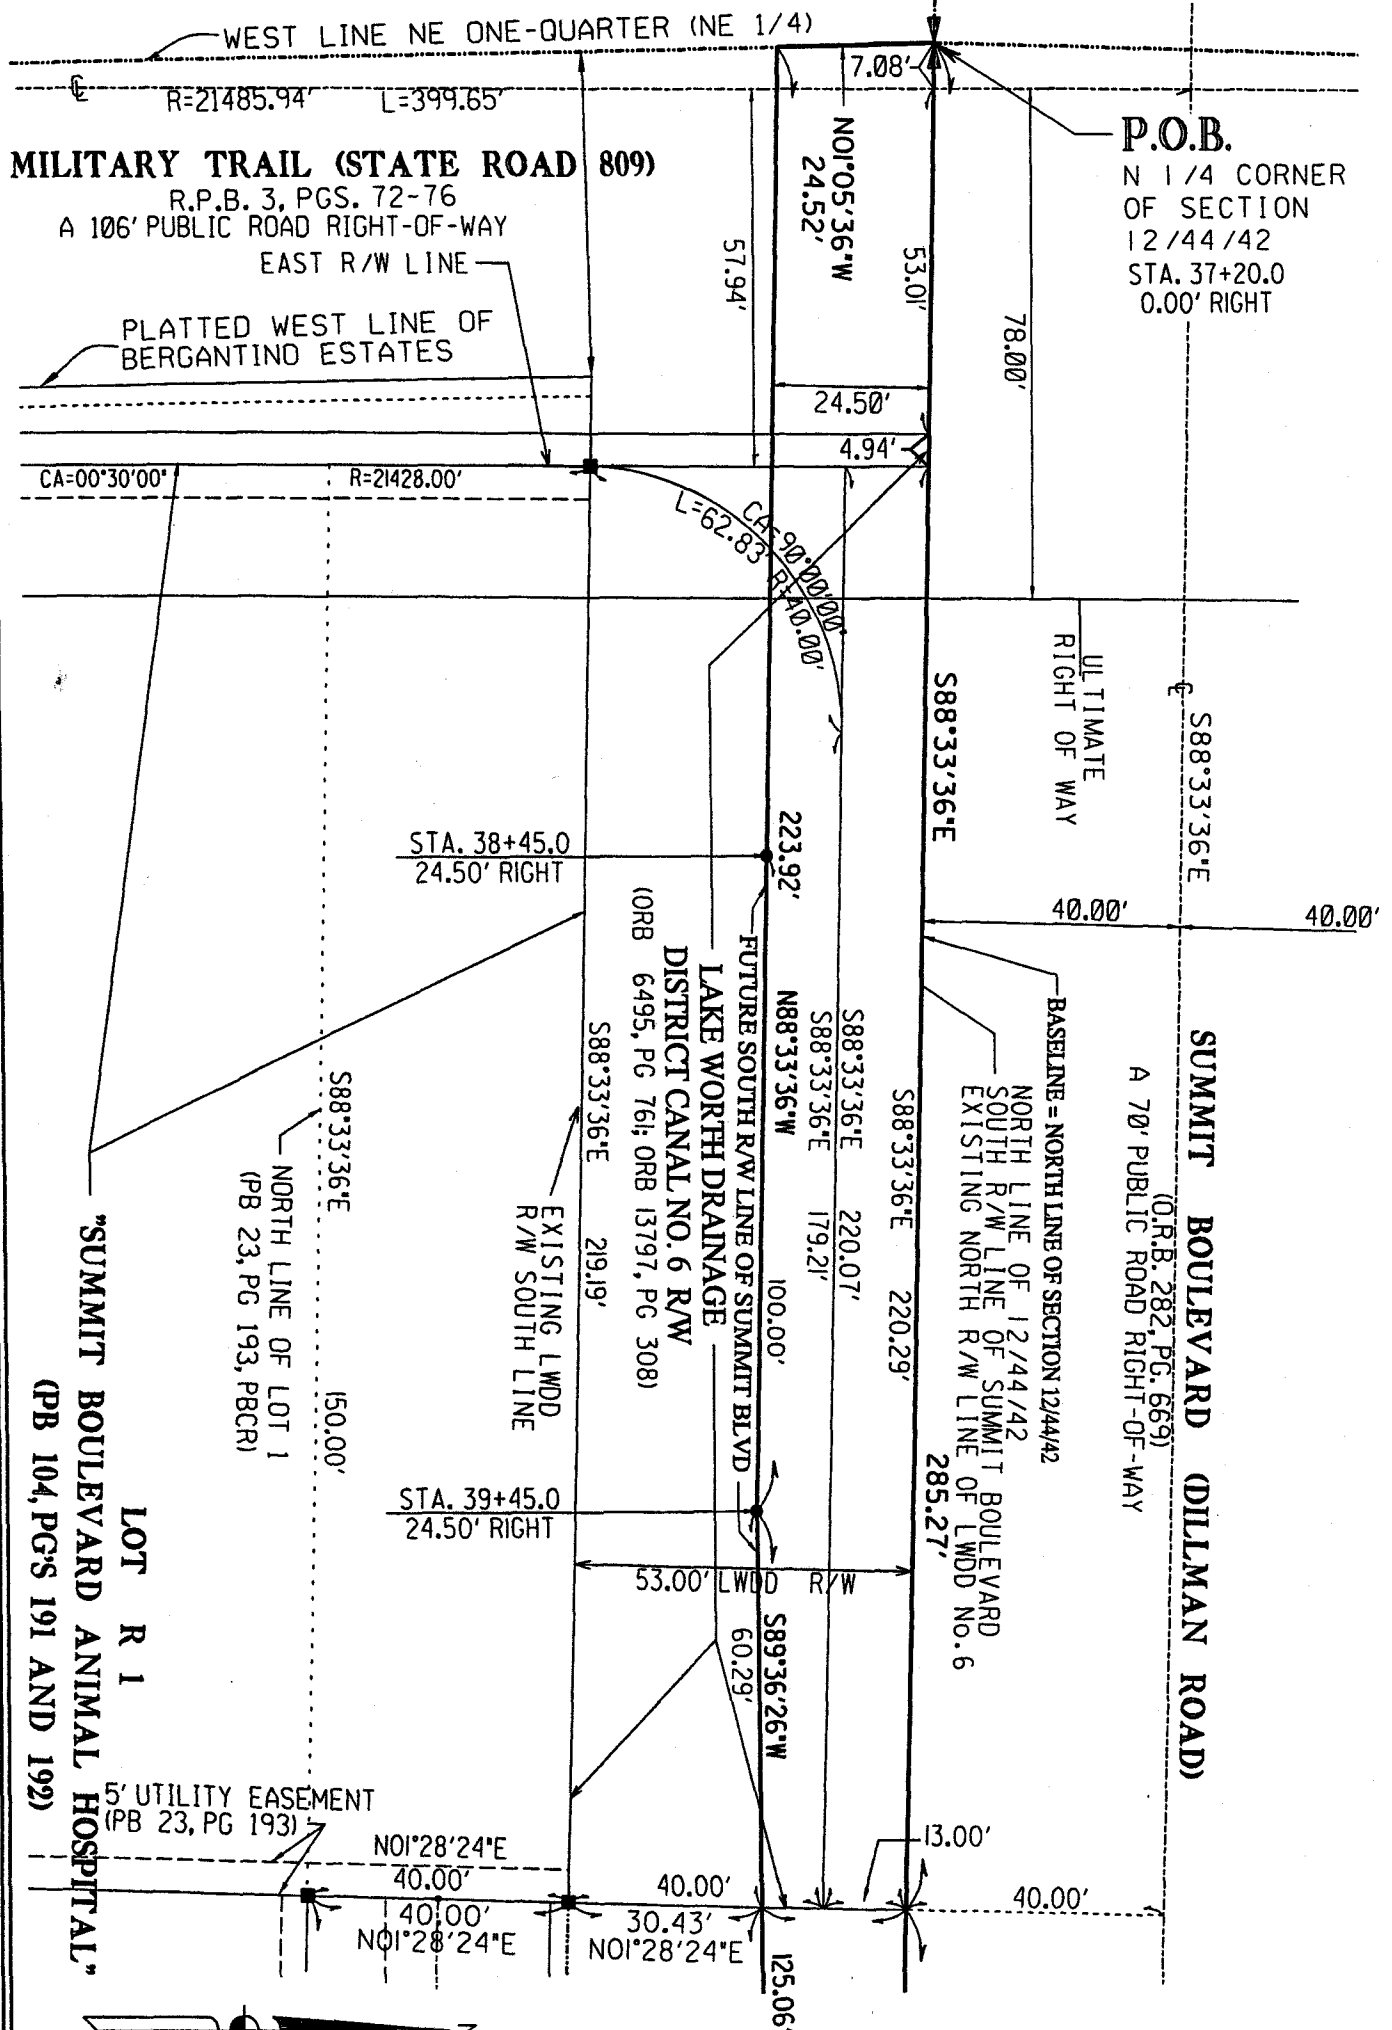 WEST LINE NE ONE-QUARTER (NE 1/4)
℄
R=21485.94'
L=399.65'
MILITARY TRAIL (STATE ROAD 809)
R.P.B. 3, PGS. 72-76
A 106' PUBLIC ROAD RIGHT-OF-WAY
EAST R/W LINE
PLATTED WEST LINE OF
BERGANTINO ESTATES
7.08'
P.O.B.
N 1/4 CORNER
OF SECTION
12/44/42
STA. 37+20.0
0.00' RIGHT
N01°05'36"W
24.52'
57.94'
53.01'
78.00'
24.50'
4.94'
CA=00°30'00"
R=21428.00'
CA=90°00'00"
L=62.83'
R=40.00'
ULTIMATE
RIGHT OF WAY
S88°33'36"E
℄
S88°33'36"E
STA. 38+45.0
24.50' RIGHT
223.92'
40.00'
40.00'
(ORB 6495, PG 761; ORB 13797, PG 308)
DISTRICT CANAL NO. 6 R/W
LAKE WORTH DRAINAGE
FUTURE SOUTH R/W LINE OF SUMMIT BLVD
N88°33'36"W
100.00'
S88°33'36"E 179.21'
S88°33'36"E 220.07'
S88°33'36"E 220.29'
285.27'
BASELINE = NORTH LINE OF SECTION 12/44/42
NORTH LINE OF 12/44/42
SOUTH R/W LINE OF SUMMIT BOULEVARD
EXISTING NORTH R/W LINE OF LWDD No. 6
SUMMIT BOULEVARD (DILLMAN ROAD)
(O.R.B. 282, PG. 669)
A 70' PUBLIC ROAD RIGHT-OF-WAY
S88°33'36"E 219.19'
EXISTING LWDD
R/W SOUTH LINE
S88°33'36"E 150.00'
NORTH LINE OF LOT 1
(PB 23, PG 193, PBCR)
STA. 39+45.0
24.50' RIGHT
53.00' LWDD R/W
S89°36'26"W
60.29'
LOT R 1
"SUMMIT BOULEVARD ANIMAL HOSPITAL"
(PB 104, PG'S 191 AND 192)
5' UTILITY EASEMENT
(PB 23, PG 193)
N01°28'24"E
40.00'
40.00'
N01°28'24"E
40.00'
30.43'
N01°28'24"E
13.00'
40.00'
125.06'